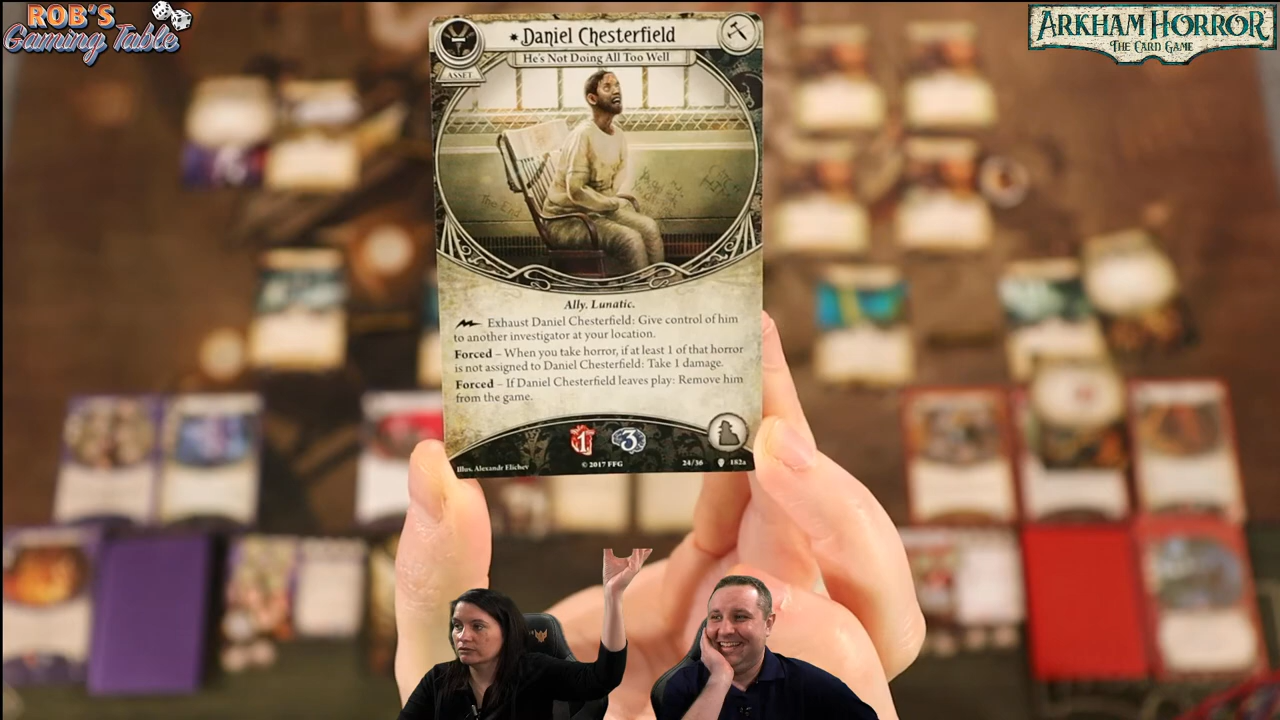 ROB'S
Gaming Table
ARKHAM HORROR
THE CARD GAME
Daniel Chesterfield
He's Not Doing All Too Well
ASSET
The End
Ally. Lunatic.
Exhaust Daniel Chesterfield: Give control of him
to another investigator at your location.
Forced – When you take horror, if at least 1 of that horror
is not assigned to Daniel Chesterfield: Take 1 damage.
Forced – If Daniel Chesterfield leaves play: Remove him
from the game.
1
3
Illus. Alexandr Elichev
© 2017 FFG
24/36
182a